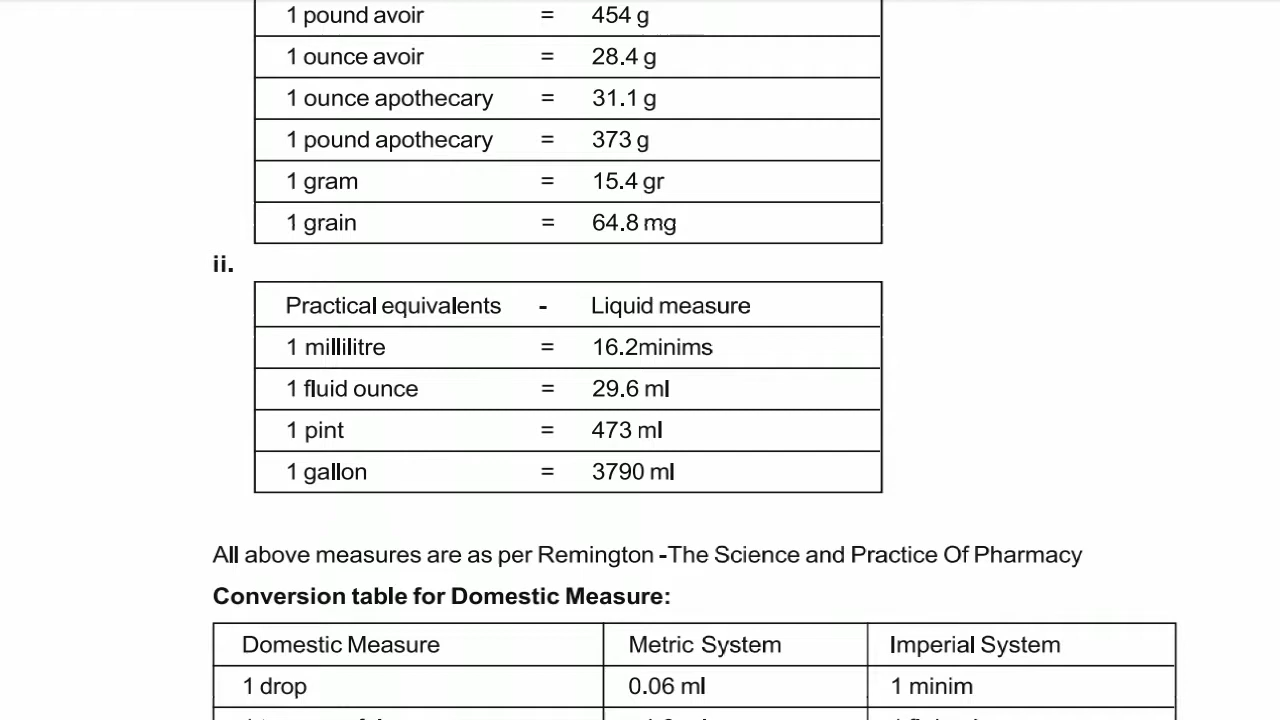 1 pound avoir = 454 g
1 ounce avoir = 28.4 g
1 ounce apothecary = 31.1 g
1 pound apothecary = 373 g
1 gram = 15.4 gr
1 grain = 64.8 mg
ii.
Practical equivalents - Liquid measure
1 millilitre = 16.2minims
1 fluid ounce = 29.6 ml
1 pint = 473 ml
1 gallon = 3790 ml
All above measures are as per Remington -The Science and Practice Of Pharmacy
Conversion table for Domestic Measure:
Domestic Measure Metric System Imperial System
1 drop 0.06 ml 1 minim